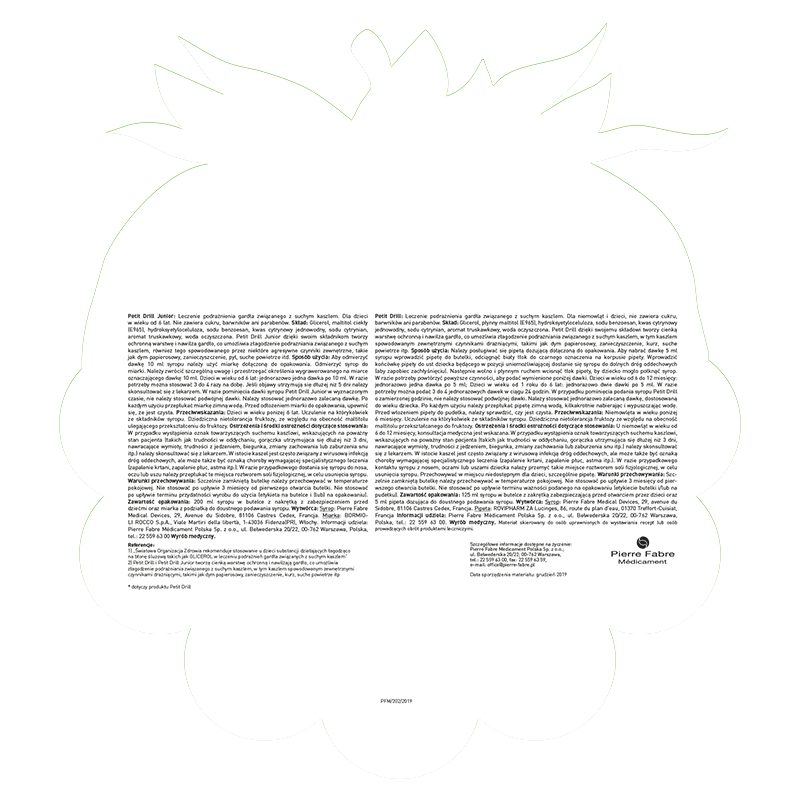 Petit Drill Junior: Leczenie podrażnienia gardła związanego z suchym kaszlem. Dla dzieci
w wieku od 6 lat. Nie zawiera cukru, barwników ani parabenów. Skład: Glicerol, maltitol ciekły
(E965), hydroksyetyloceluloza, sodu benzoesan, kwas cytrynowy jednowodny, sodu cytrynian,
aromat truskawkowy, woda oczyszczona. Petit Drill Junior dzięki swoim składnikom tworzy
ochronną warstwę i nawilża gardło, co umożliwia złagodzenie podrażniania związanego z suchym
kaszlem, również tego spowodowanego przez niektóre agresywne czynniki zewnętrzne, takie
jak dym papierosowy, zanieczyszczenie, pył, suche powietrze itd. Sposób użycia: Aby odmierzyć
dawkę 10 ml syropu należy użyć miarkę dołączoną do opakowania. Odmierzyć syrop do
miarki. Należy zwrócić szczególną uwagę i przestrzegać określenia wygrawerowanego na miarce
oznaczającego dawkę 10 ml. Dzieci w wieku od 6 lat: jednorazowo jedna dawka po 10 ml. W razie
potrzeby można stosować 3 do 4 razy na dobę. Jeśli objawy utrzymują się dłużej niż 5 dni należy
skonsultować się z lekarzem. W razie pominięcia dawki syropu Petit Drill Junior w wyznaczonym
czasie, nie należy stosować podwójnej dawki. Należy stosować jednorazowo zalecaną dawkę. Po
każdym użyciu przepłukać miarkę zimną wodą. Przed odłożeniem miarki do opakowania, upewnić
się, że jest czysta. Przeciwwskazania: Dzieci w wieku poniżej 6 lat. Uczulenie na którykolwiek
ze składników syropu. Dziedziczna nietolerancja fruktozy, ze względu na obecność maltitolu
ulegającego przekształceniu do fruktozy. Ostrzeżenia i środki ostrożności dotyczące stosowania:
W przypadku wystąpienia oznak towarzyszących suchemu kaszlowi, wskazujących na poważny
stan pacjenta (takich jak trudności w oddychaniu, gorączka utrzymująca się dłużej niż 3 dni,
nawracające wymioty, trudności z jedzeniem, biegunka, zmiany zachowania lub zaburzenia snu
itp.) należy skonsultować się z lekarzem. W istocie kaszel jest często związany z wirusową infekcją
dróg oddechowych, ale może także być oznaką choroby wymagającej specjalistycznego leczenia
(zapalenie krtani, zapalenie płuc, astma itp.). W razie przypadkowego dostania się syropu do nosa,
oczu lub uszu należy przepłukać te miejsca roztworem soli fizjologicznej, w celu usunięcia syropu.
Warunki przechowywania: Szczelnie zamkniętą butelkę należy przechowywać w temperaturze
pokojowej. Nie stosować po upływie 3 miesięcy od pierwszego otwarcia butelki. Nie stosować
po upływie terminu przydatności wyrobu do użycia (etykieta na butelce i (lub) na opakowaniu).
Zawartość opakowania: 200 ml syropu w butelce z nakrętką z zabezpieczeniem przed
dziećmi oraz miarka z podziałką do doustnego podawania syropu. Wytwórca: Syrop: Pierre Fabre
Medical Devices, 29, Avenue du Sidobre, 81106 Castres Cedex, Francja. Miarka: BORMIO-
LI ROCCO S.p.A., Viale Martiri della liberta, 1-43036 Fidenza(PR), Włochy. Informacji udziela:
Pierre Fabre Médicament Polska Sp. z o.o., ul. Belwederska 20/22, 00-762 Warszawa, Polska,
tel.: 22 559 63 00 Wyrób medyczny.
Referencje:
1) „Światowa Organizacja Zdrowia rekomenduje stosowanie u dzieci substancji działających łagodząco
na błonę śluzową takich jak GLICEROL, w leczeniu podrażnień gardła związanych z suchym kaszlem"
2) Petit Drill i Petit Drill Junior tworzą cienką warstwę ochronną i nawilżają gardło, co umożliwia
złagodzenie podrażniania związanego z suchym kaszlem, w tym kaszlem spowodowanym zewnętrznymi
czynnikami drażniącymi, takimi jak dym papierosowy, zanieczyszczenie, kurz, suche powietrze itp
* dotyczy produktu Petit Drill
Petit Drill: Leczenie podrażnienia gardła związanego z suchym kaszlem. Dla niemowląt i dzieci, nie zawiera cukru,
barwników ani parabenów. Skład: Glicerol, płynny maltitol (E965), hydroksyetyloceluloza, sodu benzoesan, kwas cytrynowy
jednowodny, sodu cytrynian, aromat truskawkowy, woda oczyszczona. Petit Drill dzięki swojemu składowi tworzy cienką
warstwę ochronną i nawilża gardło, co umożliwia złagodzenie podrażniania związanego z suchym kaszlem, w tym kaszlem
spowodowanym zewnętrznymi czynnikami drażniącymi, takimi jak dym papierosowy, zanieczyszczenie, kurz, suche
powietrze itp. Sposób użycia: Należy posługiwać się pipetą dozującą dołączoną do opakowania. Aby nabrać dawkę 5 ml
syropu wprowadzić pipetę do butelki, odciągnąć biały tłok do czarnego oznaczenia na korpusie pipety. Wprowadzić
końcówkę pipety do ust dziecka będącego w pozycji uniemożliwiającej dostanie się syropu do dolnych dróg oddechowych
(aby zapobiec zachłyśnięciu). Następnie wolno i płynnym ruchem wcisnąć tłok pipety, by dziecko mogło połknąć syrop.
W razie potrzeby powtórzyć powyższe czynności, aby podać wymienione poniżej dawki. Dzieci w wieku od 6 do 12 miesięcy:
jednorazowo jedna dawka po 5 ml; Dzieci w wieku od 1 roku do 6 lat: jednorazowo dwie dawki po 5 ml. W razie
potrzeby można podać 3 do 4 jednorazowych dawek w ciągu 24 godzin. W przypadku pominięcia podania syropu Petit Drill
o zamierzonej godzinie, nie należy stosować podwójnej dawki. Należy stosować jednorazowo zalecaną dawkę, dostosowaną
do wieku dziecka. Po każdym użyciu należy przepłukać pipetę zimną wodą, kilkakrotnie nabierając i wypuszczając wodę.
Przed włożeniem pipety do pudełka, należy sprawdzić, czy jest czysta. Przeciwwskazania: Niemowlęta w wieku poniżej
6 miesięcy. Uczulenie na którykolwiek ze składników syropu. Dziedziczna nietolerancja fruktozy ze względu na obecność
maltitolu przekształcanego do fruktozy. Ostrzeżenia i środki ostrożności dotyczące stosowania: U niemowląt w wieku od
6 do 12 miesięcy, konsultacja medyczna jest wskazana. W przypadku wystąpienia oznak towarzyszących suchemu kaszlowi,
wskazujących na poważny stan pacjenta (takich jak trudności w oddychaniu, gorączka utrzymująca się dłużej niż 3 dni,
nawracające wymioty, trudności z jedzeniem, biegunka, zmiany zachowania lub zaburzenia snu itp.) należy skonsultować się
z lekarzem. W istocie kaszel jest często związany z wirusową infekcją dróg oddechowych, ale może także być oznaką
choroby wymagającej specjalistycznego leczenia (zapalenie krtani, zapalenie płuc, astma itp.). W razie przypadkowego
kontaktu syropu z nosem, oczami lub uszami dziecka należy przemyć takie miejsce roztworem soli fizjologicznej, w celu
usunięcia syropu. Przechowywać w miejscu niedostępnym dla dzieci, szczególnie pipetę. Warunki przechowywania: Szc-
zelnie zamkniętą butelkę należy przechowywać w temperaturze pokojowej. Nie stosować po upływie 3 miesięcy od pier-
wszego otwarcia butelki. Nie stosować po upływie terminu ważności podanego na opakowaniu (etykiecie butelki i/lub na
pudełku). Zawartość opakowania: 125 ml syropu w butelce z nakrętką zabezpieczającą przed otwarciem przez dzieci oraz
5 ml pipeta dozująca do doustnego podawania syropu. Wytwórca: Syrop: Pierre Fabre Medical Devices, 29, avenue du
Sidobre, 81106 Castres Cedex, Francja. Pipeta: ROVIPHARM ZA Lucinges, 86, route du plan d'eau, 01370 Treffort-Cuisiat,
Francja Informacji udziela: Pierre Fabre Médicament Polska Sp. z o.o., ul. Belwederska 20/22, 00-762 Warszawa,
Polska, tel.: 22 559 63 00. Wyrób medyczny. Materiał skierowany do osób uprawnionych do wystawiania recept lub osób
prowadzących obrót produktami leczniczymi.
Szczegółowe informacje dostępne na życzenie:
Pierre Fabre Médicament Polska Sp. z o.o.;
ul. Belwederska 20/22, 00-762 Warszawa,
tel.: 22 559 63 00, fax: 22 559 63 59,
e-mail: office@pierre-fabre.pl
Data sporządzenia materiału: grudzień 2019
Pierre Fabre
Médicament
PFM/202/2019